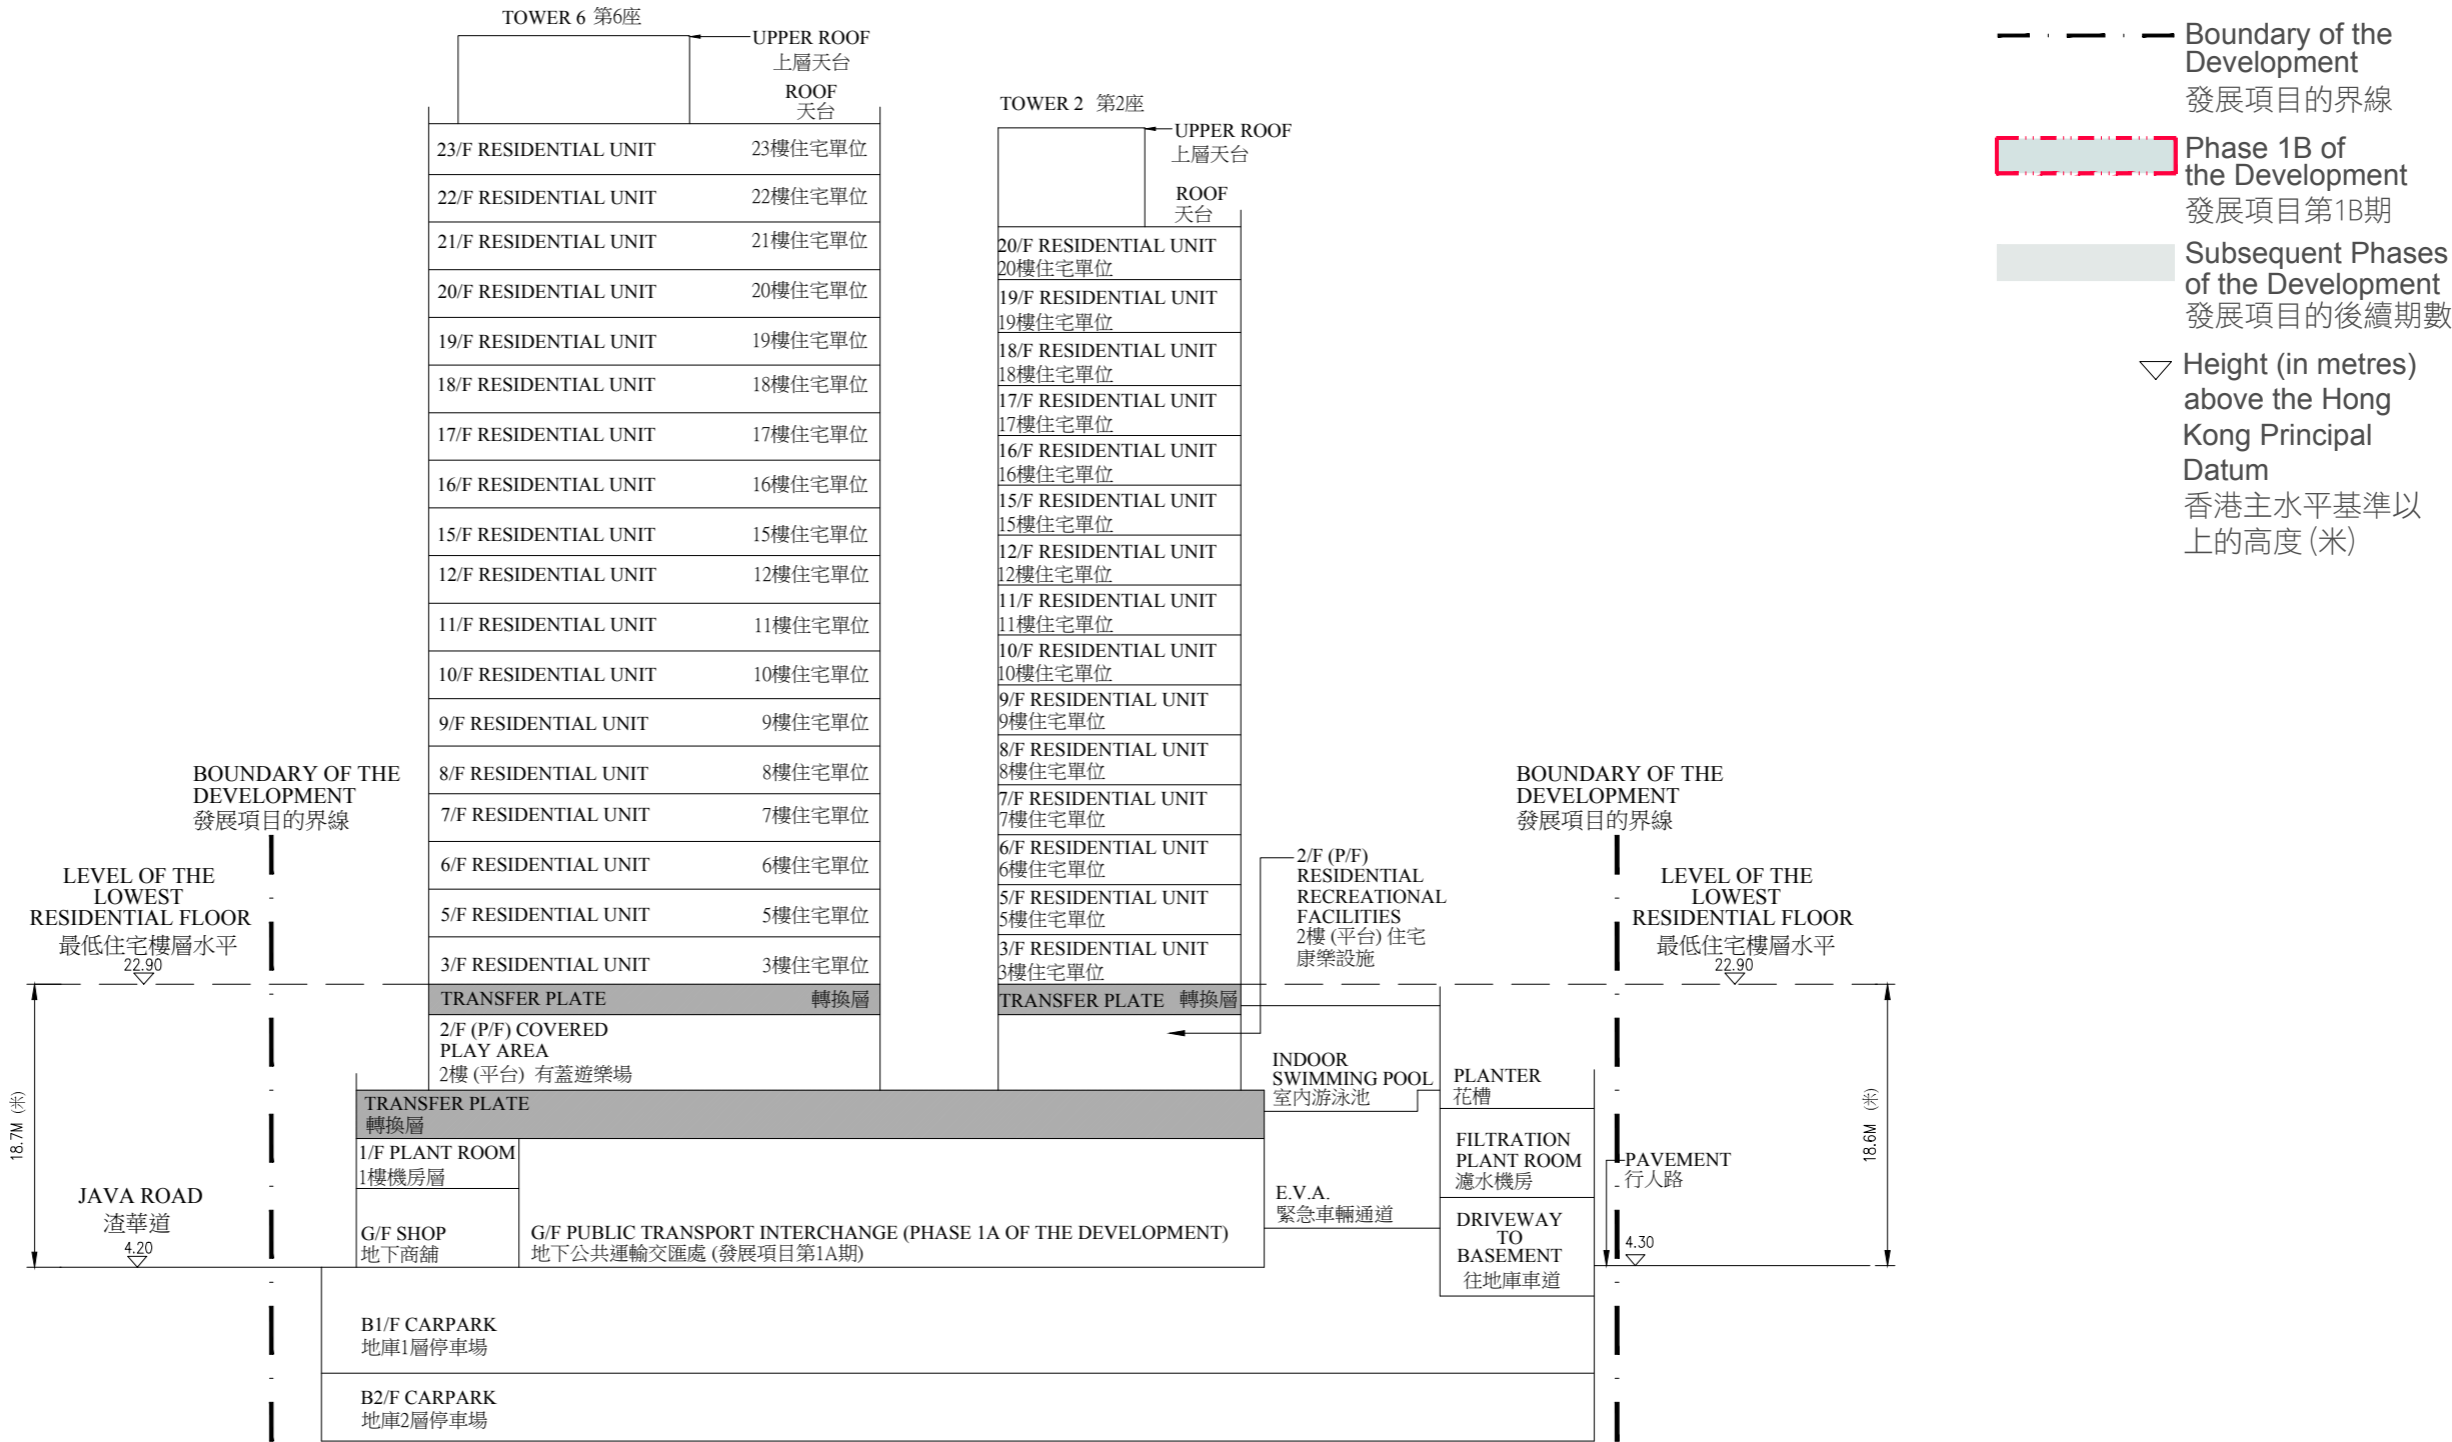 TOWER 6 第6座
UPPER ROOF
上層天台
ROOF
天台
23/F RESIDENTIAL UNIT 23樓住宅單位
22/F RESIDENTIAL UNIT 22樓住宅單位
21/F RESIDENTIAL UNIT 21樓住宅單位
20/F RESIDENTIAL UNIT 20樓住宅單位
19/F RESIDENTIAL UNIT 19樓住宅單位
18/F RESIDENTIAL UNIT 18樓住宅單位
17/F RESIDENTIAL UNIT 17樓住宅單位
16/F RESIDENTIAL UNIT 16樓住宅單位
15/F RESIDENTIAL UNIT 15樓住宅單位
12/F RESIDENTIAL UNIT 12樓住宅單位
11/F RESIDENTIAL UNIT 11樓住宅單位
10/F RESIDENTIAL UNIT 10樓住宅單位
9/F RESIDENTIAL UNIT 9樓住宅單位
8/F RESIDENTIAL UNIT 8樓住宅單位
7/F RESIDENTIAL UNIT 7樓住宅單位
6/F RESIDENTIAL UNIT 6樓住宅單位
5/F RESIDENTIAL UNIT 5樓住宅單位
3/F RESIDENTIAL UNIT 3樓住宅單位
TRANSFER PLATE 轉換層
2/F (P/F) COVERED
PLAY AREA
2樓 (平台) 有蓋遊樂場
TOWER 2 第2座
UPPER ROOF
上層天台
ROOF
天台
20/F RESIDENTIAL UNIT
20樓住宅單位
19/F RESIDENTIAL UNIT
19樓住宅單位
18/F RESIDENTIAL UNIT
18樓住宅單位
17/F RESIDENTIAL UNIT
17樓住宅單位
16/F RESIDENTIAL UNIT
16樓住宅單位
15/F RESIDENTIAL UNIT
15樓住宅單位
12/F RESIDENTIAL UNIT
12樓住宅單位
11/F RESIDENTIAL UNIT
11樓住宅單位
10/F RESIDENTIAL UNIT
10樓住宅單位
9/F RESIDENTIAL UNIT
9樓住宅單位
8/F RESIDENTIAL UNIT
8樓住宅單位
7/F RESIDENTIAL UNIT
7樓住宅單位
6/F RESIDENTIAL UNIT
6樓住宅單位
5/F RESIDENTIAL UNIT
5樓住宅單位
3/F RESIDENTIAL UNIT
3樓住宅單位
TRANSFER PLATE 轉換層
2/F (P/F)
RESIDENTIAL
RECREATIONAL
FACILITIES
2樓 (平台) 住宅
康樂設施
BOUNDARY OF THE
DEVELOPMENT
發展項目的界線
LEVEL OF THE
LOWEST
RESIDENTIAL FLOOR
最低住宅樓層水平
22.90
18.7M (米)
JAVA ROAD
渣華道
4.20
TRANSFER PLATE
轉換層
1/F PLANT ROOM
1樓機房層
G/F SHOP
地下商舖
G/F PUBLIC TRANSPORT INTERCHANGE (PHASE 1A OF THE DEVELOPMENT)
地下公共運輸交匯處 (發展項目第1A期)
B1/F CARPARK
地庫1層停車場
B2/F CARPARK
地庫2層停車場
INDOOR
SWIMMING POOL
室內游泳池
E.V.A.
緊急車輛通道
PLANTER
花槽
FILTRATION
PLANT ROOM
濾水機房
DRIVEWAY
TO
BASEMENT
往地庫車道
BOUNDARY OF THE
DEVELOPMENT
發展項目的界線
LEVEL OF THE
LOWEST
RESIDENTIAL FLOOR
最低住宅樓層水平
22.90
18.6M (米)
PAVEMENT
行人路
4.30
Boundary of the
Development
發展項目的界線
Phase 1B of
the Development
發展項目第1B期
Subsequent Phases
of the Development
發展項目的後續期數
Height (in metres)
above the Hong
Kong Principal
Datum
香港主水平基準以
上的高度 (米)